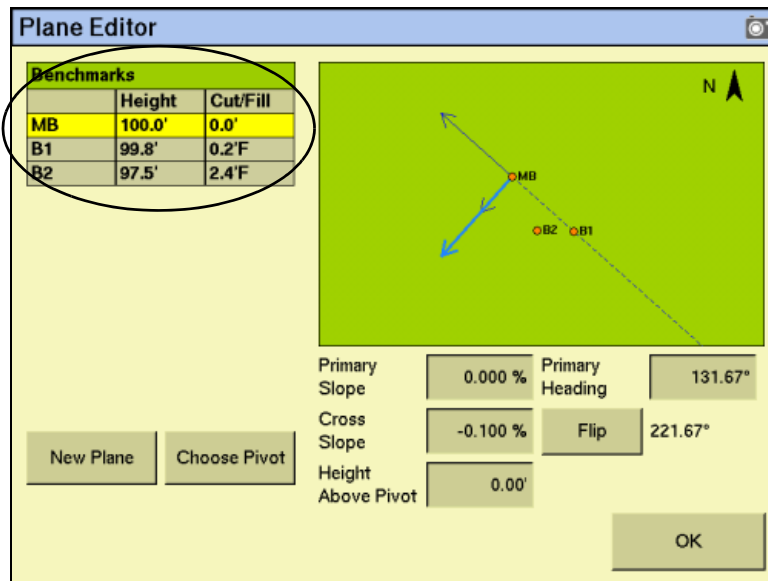 Plane Editor
Benchmarks
Height Cut/Fill
MB 100.0' 0.0'
B1 99.8' 0.2'F
B2 97.5' 2.4'F
N
MB
B2 B1
Primary Slope 0.000 % Primary Heading 131.67°
Cross Slope -0.100 % Flip 221.67°
New Plane Choose Pivot
Height Above Pivot 0.00'
OK